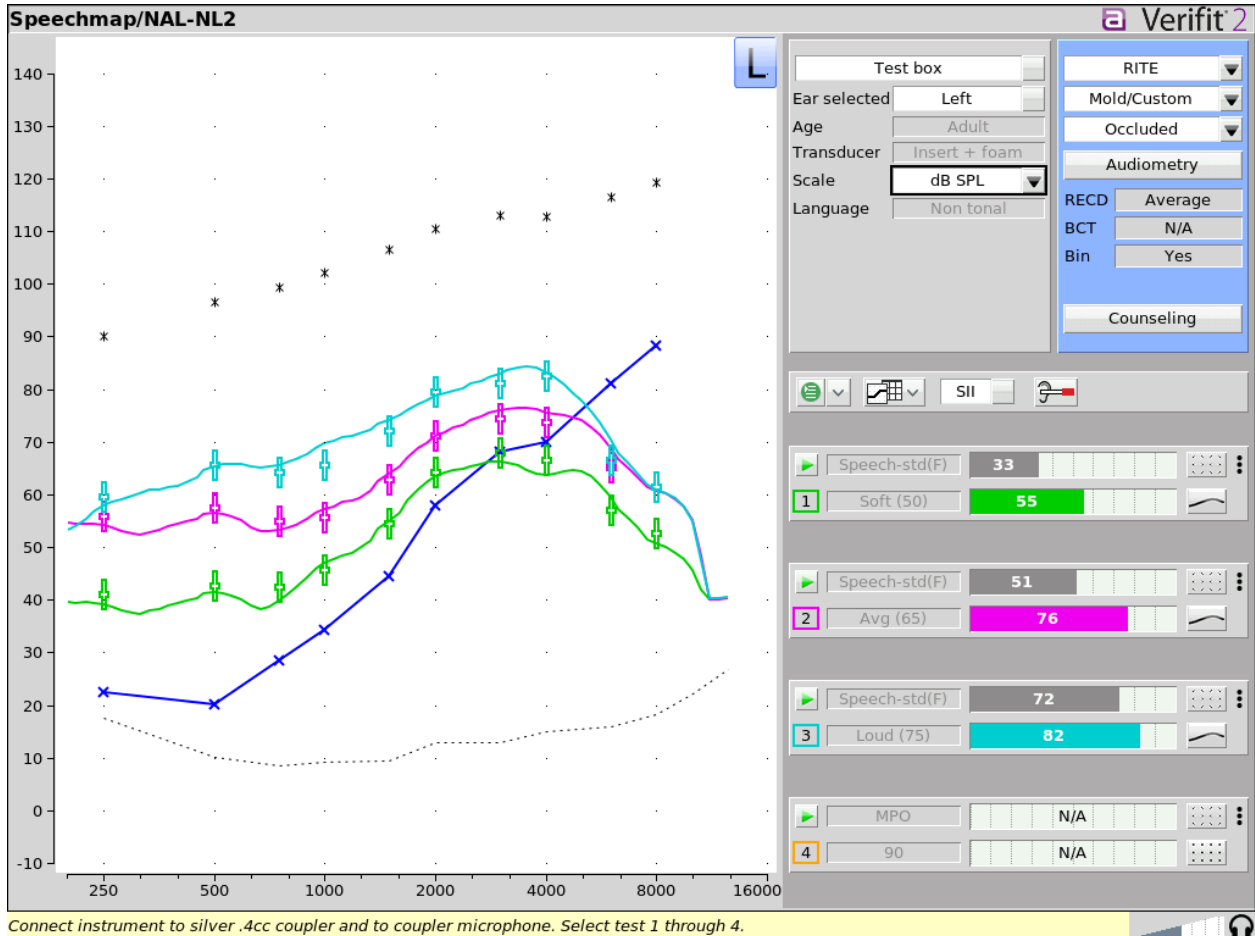 Speechmap/NAL-NL2
a Verifit 2
L
140
130
120
110
100
90
80
70
60
50
40
30
20
10
0
-10
250 500 1000 2000 4000 8000 16000
Test box
Ear selected Left
Age Adult
Transducer Insert + foam
Scale dB SPL
Language Non tonal
RITE
Mold/Custom
Occluded
Audiometry
RECD Average
BCT N/A
Bin Yes
Counseling
SII
Speech-std(F) 33
1 Soft (50) 55
Speech-std(F) 51
2 Avg (65) 76
Speech-std(F) 72
3 Loud (75) 82
MPO N/A
4 90 N/A
Connect instrument to silver .4cc coupler and to coupler microphone. Select test 1 through 4.